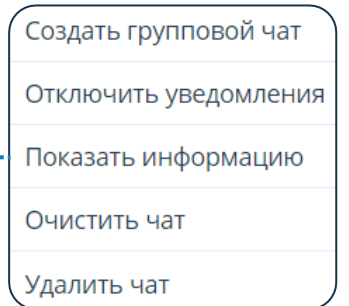 Создать групповой чат
Отключить уведомления
Показать информацию
Очистить чат
Удалить чат